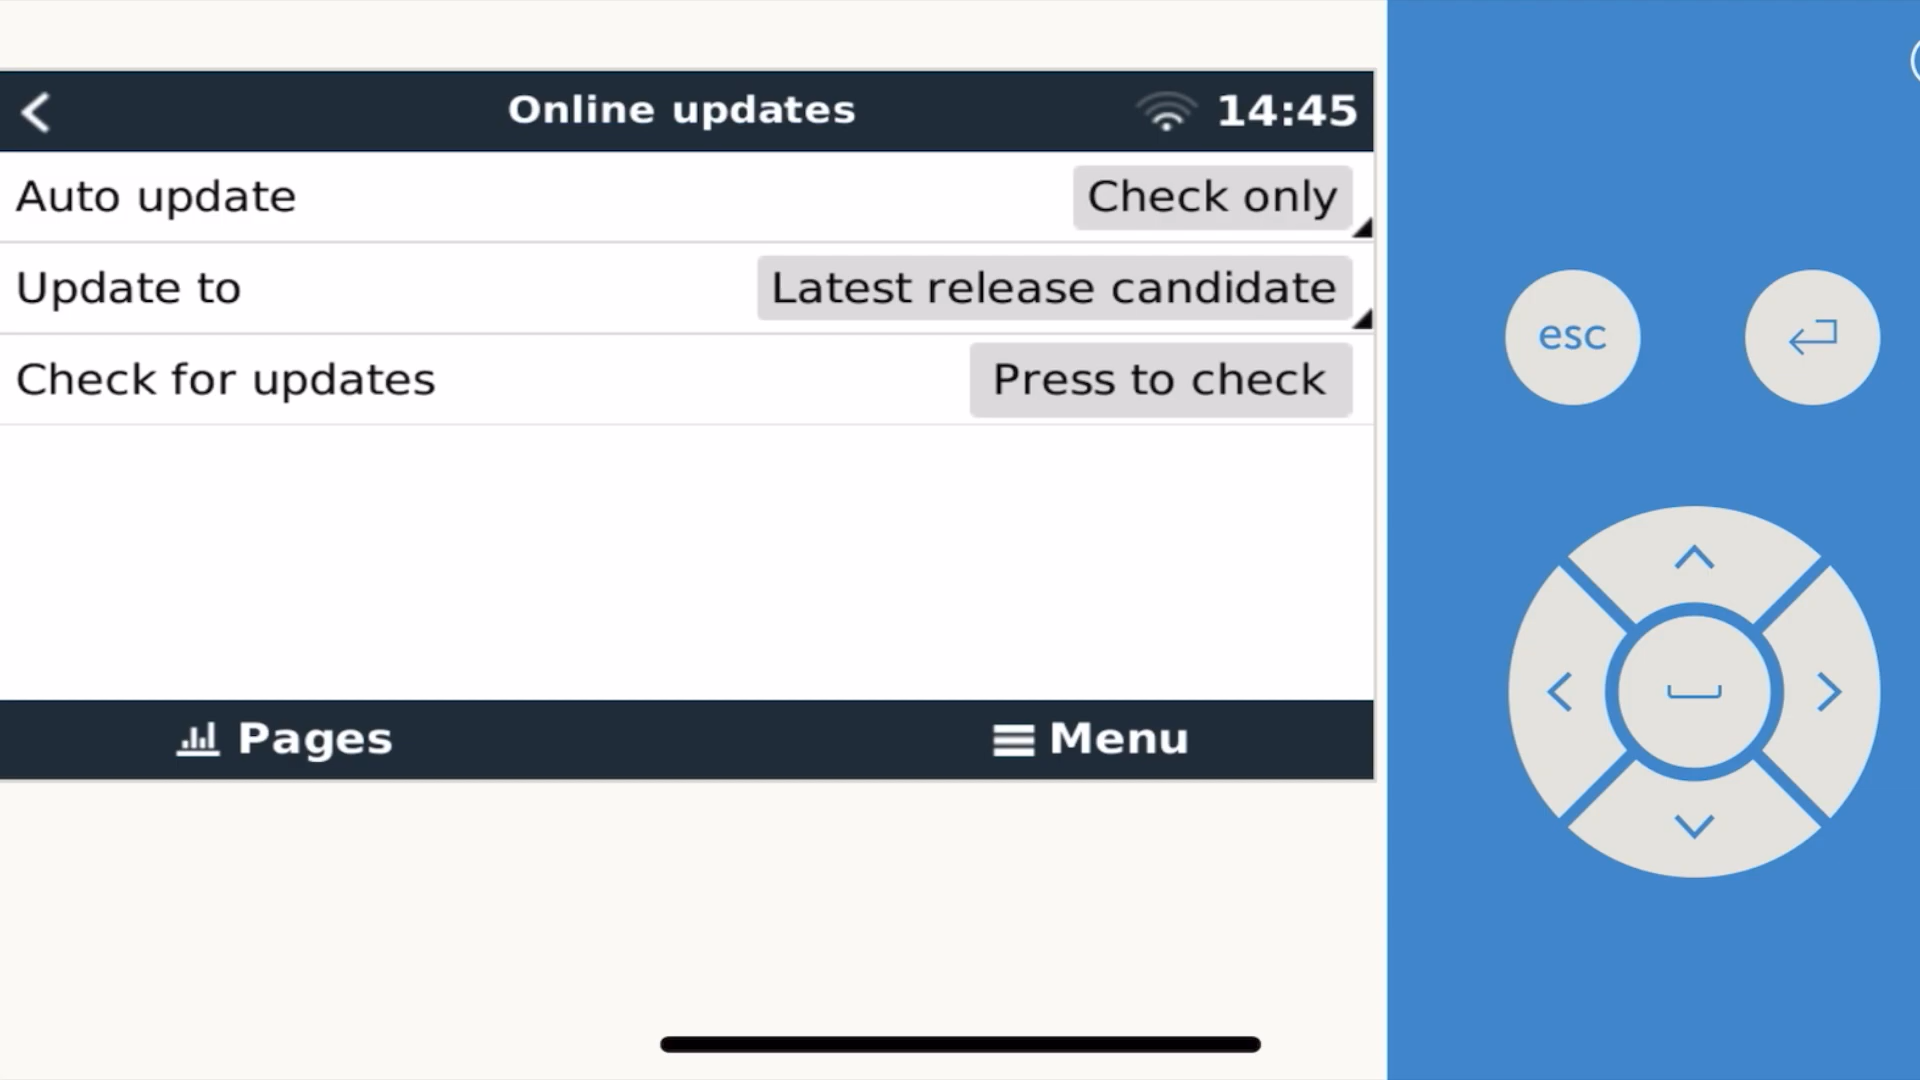 Online updates 14:45
Auto update Check only
Update to Latest release candidate
Check for updates Press to check
Pages Menu
esc